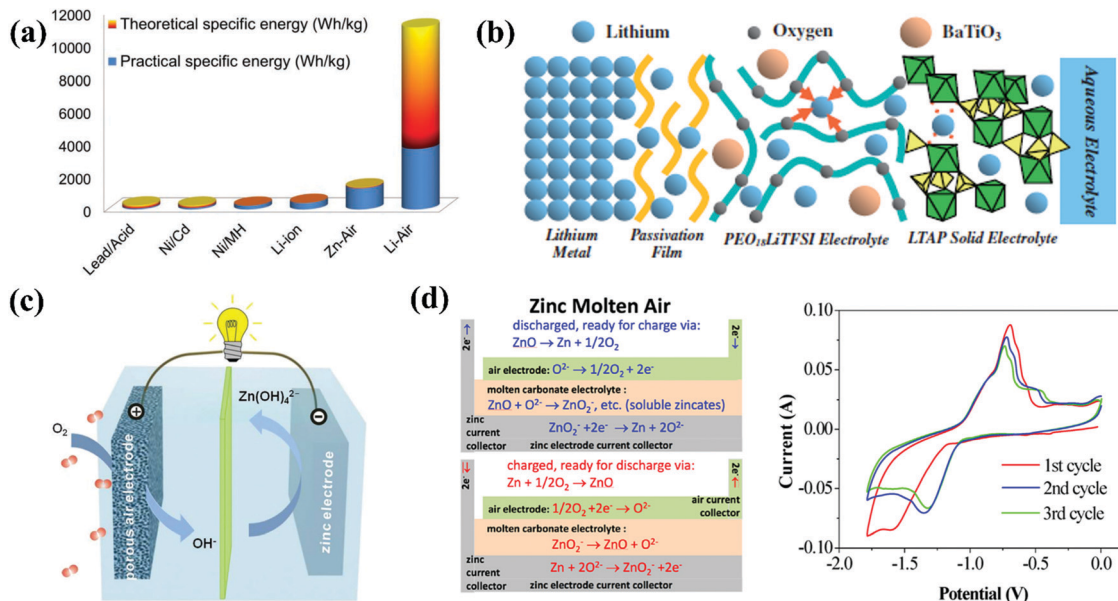 (a)
12000
10000
8000
6000
4000
2000
0
Theoretical specific energy (Wh/kg)
Practical specific energy (Wh/kg)
Lead/Acid
Ni/Cd
Ni/MH
Li-ion
Zn-Air
Li-Air
(b)
Lithium
Oxygen
BaTiO3
Lithium
Metal
Passivation
Film
PEO18LiTFSI Electrolyte
LTAP Solid Electrolyte
Aqueous Electrolyte
(c)
O2
Zn(OH)4²⁻
+
−
porous air electrode
zinc electrode
OH⁻
(d)
Zinc Molten Air
2e⁻→
discharged, ready for charge via:
ZnO → Zn + 1/2O2
2e⁻→
air electrode: O²⁻ → 1/2O2 + 2e⁻
molten carbonate electrolyte :
ZnO + O²⁻→ ZnO2⁻, etc. (soluble zincates)
zinc
current
collector
ZnO2⁻ +2e⁻ → Zn + 2O²⁻
zinc electrode current collector
2e⁻
charged, ready for discharge via:
Zn + 1/2O2 → ZnO
2e⁻→
air electrode: 1/2O2 +2e⁻ → O²⁻
air current
collector
molten carbonate electrolyte :
ZnO2⁻ → ZnO + O²⁻
zinc
current
collector
Zn + 2O²⁻ → ZnO2⁻ +2e⁻
zinc electrode current collector
Current (A)
0.10
0.05
0.00
-0.05
-0.10
1st cycle
2nd cycle
3rd cycle
-2.0
-1.5
-1.0
-0.5
0.0
Potential (V)